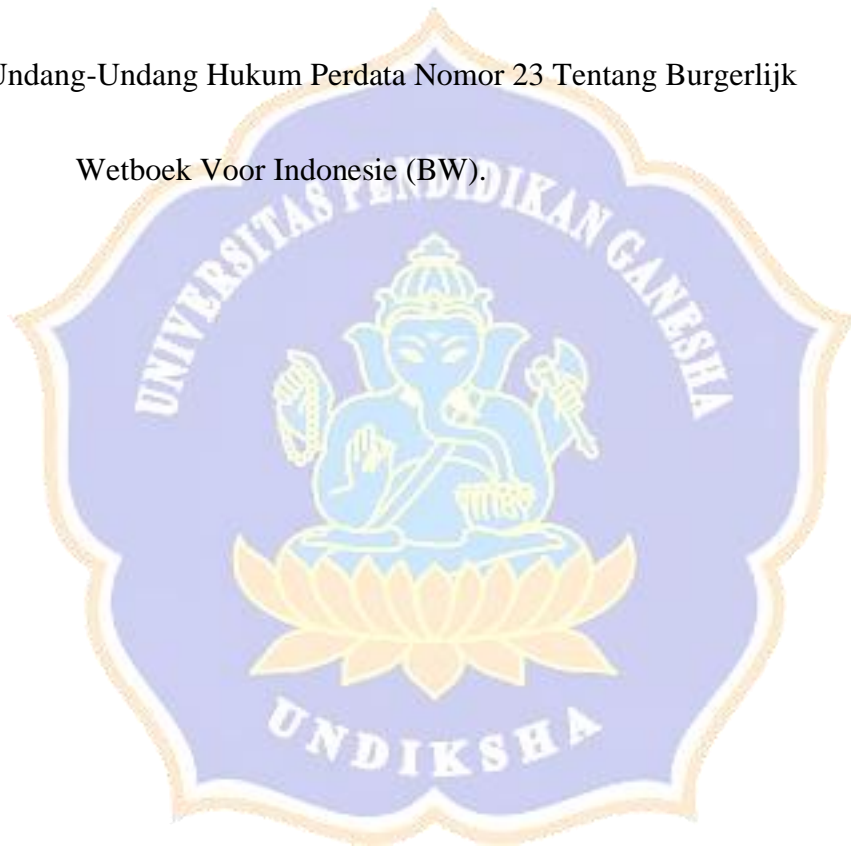 Undang-Undang Hukum Perdata Nomor 23 Tentang Burgerlijk
Wetboek Voor Indonesie (BW).
UNIVERSITAS PENDIDIKAN GANESHA
UNDIKSHA